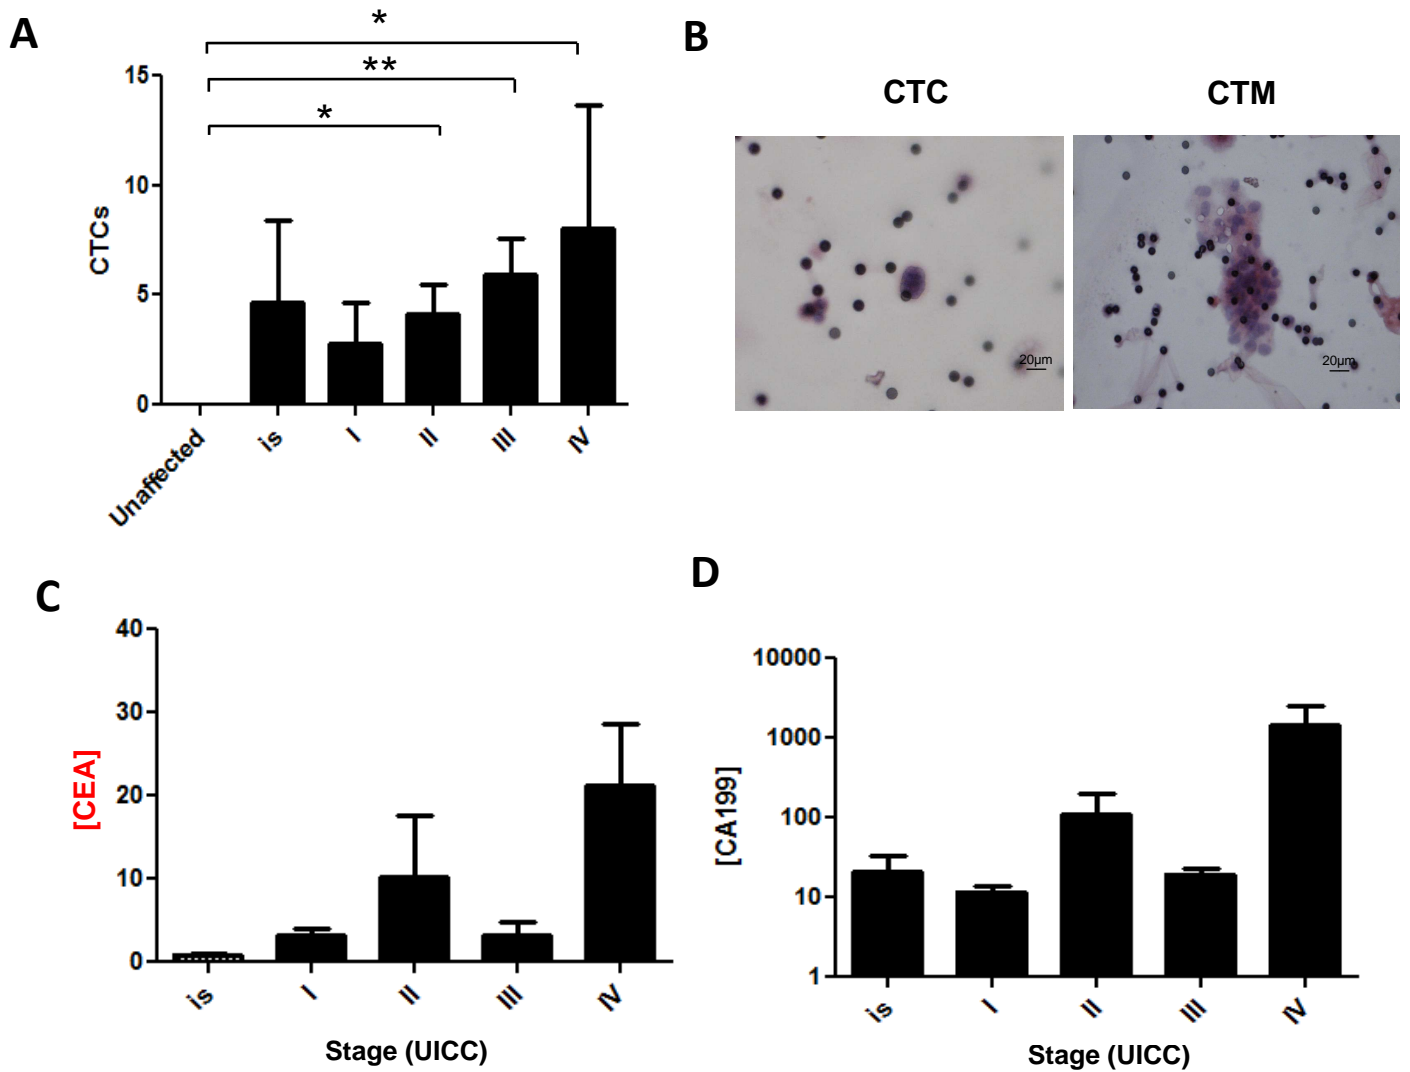 A
*
**
*
15
10
5
0
CTCs
Unaffected
is
I
II
III
IV
B
CTC
CTM
20μm
20μm
C
40
30
20
10
0
[CEA]
is
I
II
III
IV
Stage (UICC)
D
10000
1000
100
10
1
[CA199]
is
I
II
III
IV
Stage (UICC)